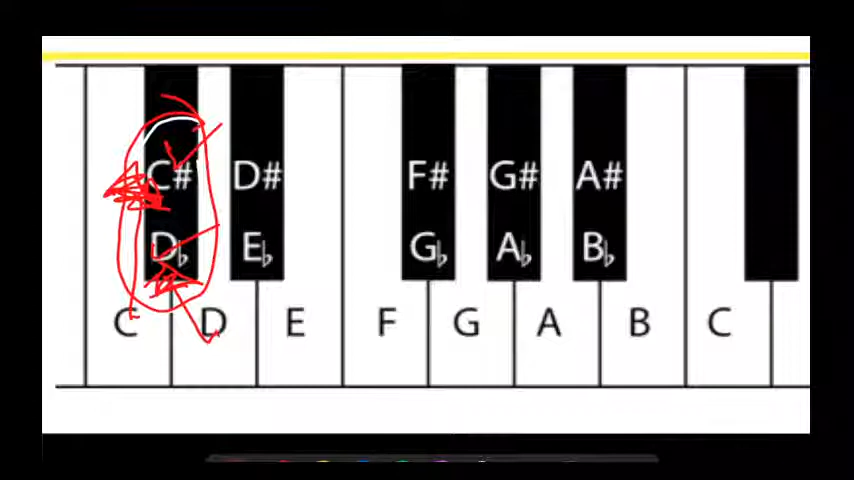 C# D# F# G# A#
D♭ E♭ G♭ A♭ B♭
C D E F G A B C